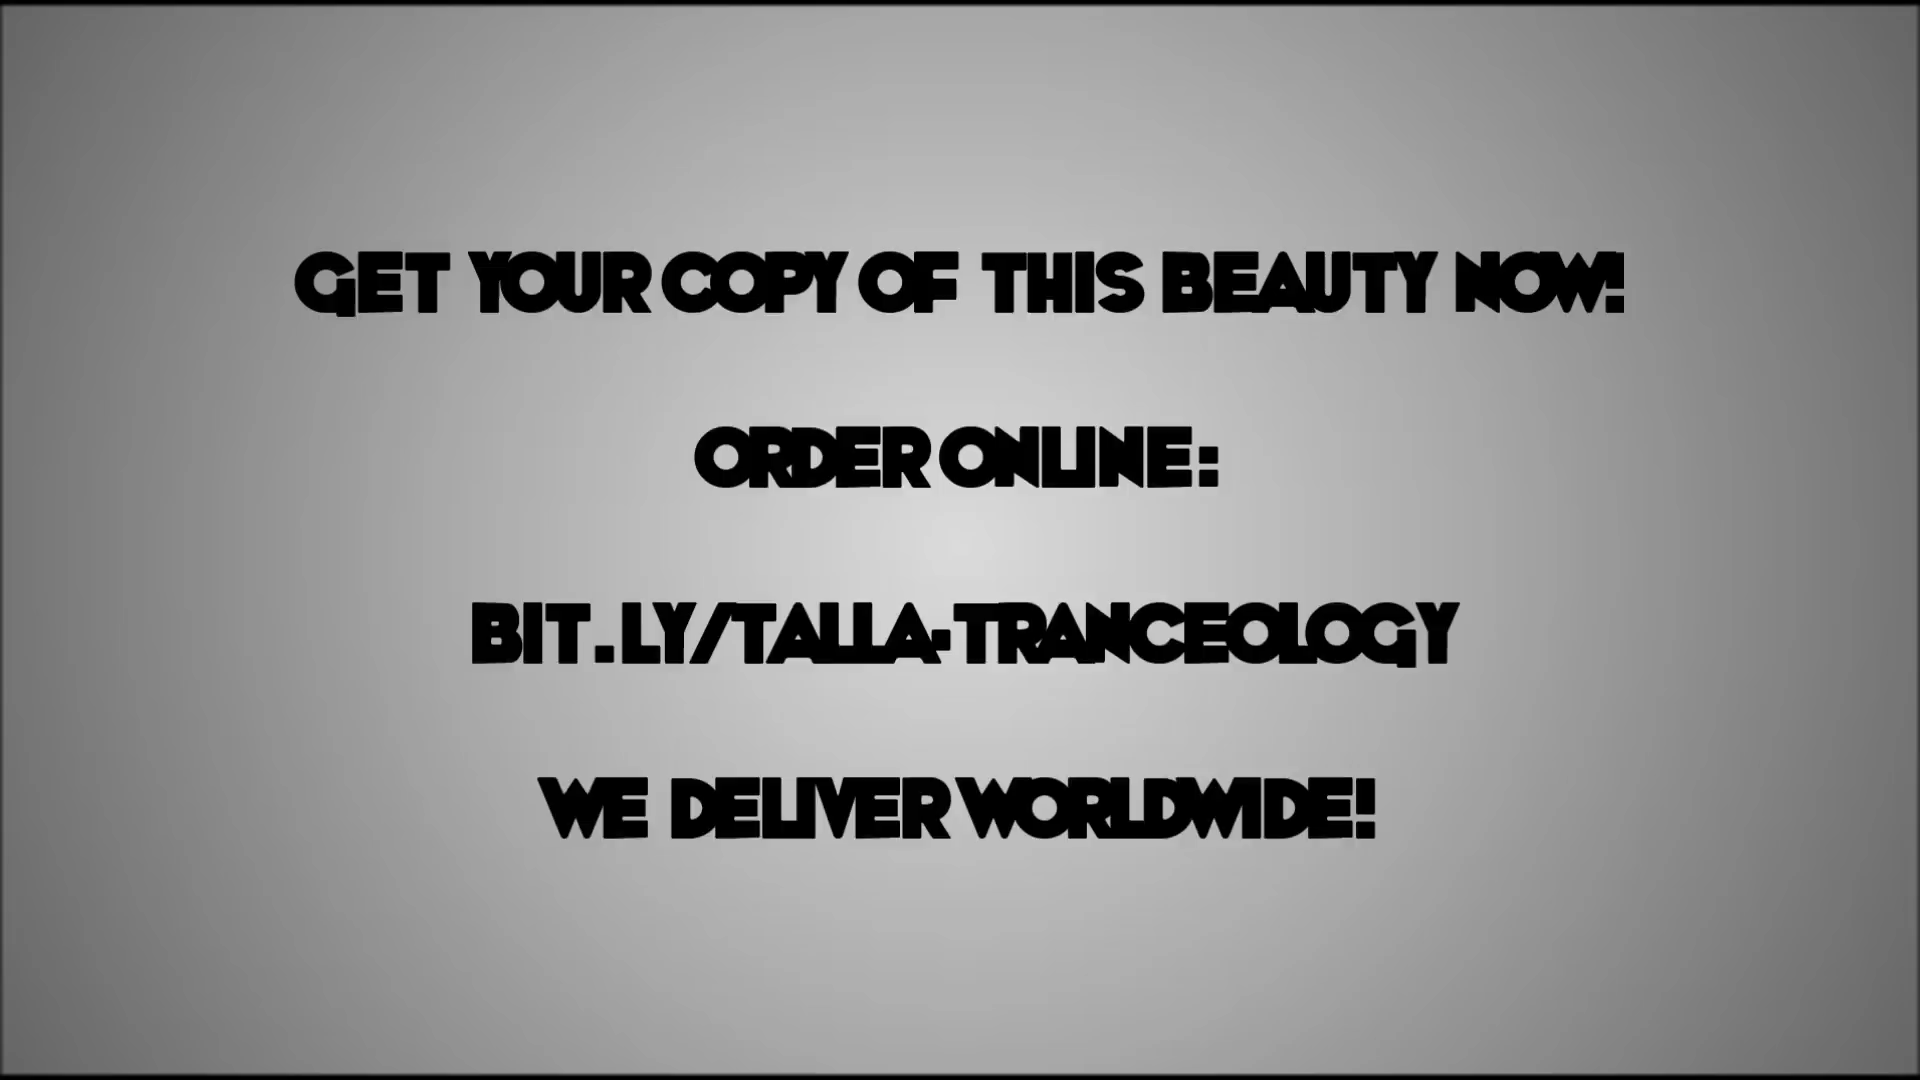 GET YOUR COPY OF THIS BEAUTY NOW!
ORDER ONLINE:
BIT.LY/TALLA-TRANCEOLOGY
WE DELIVER WORLDWIDE!